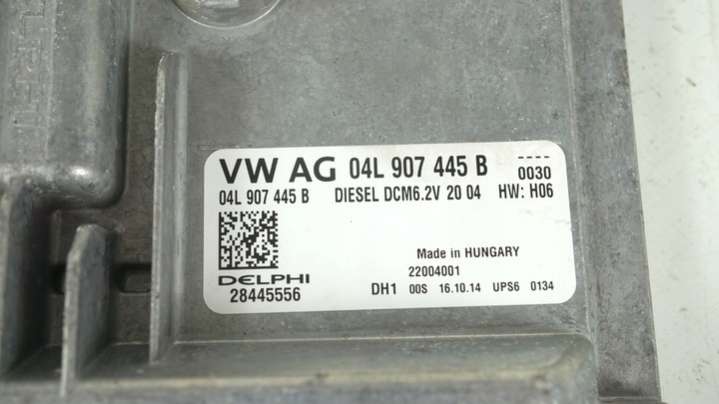 VW AG 04L 907 445 B ----
0030
04L 907 445 B DIESEL DCM6.2V 20 04 HW: H06
Made in HUNGARY
22004001
DELPHI
28445556 DH1 00S 16.10.14 UPS6 0134